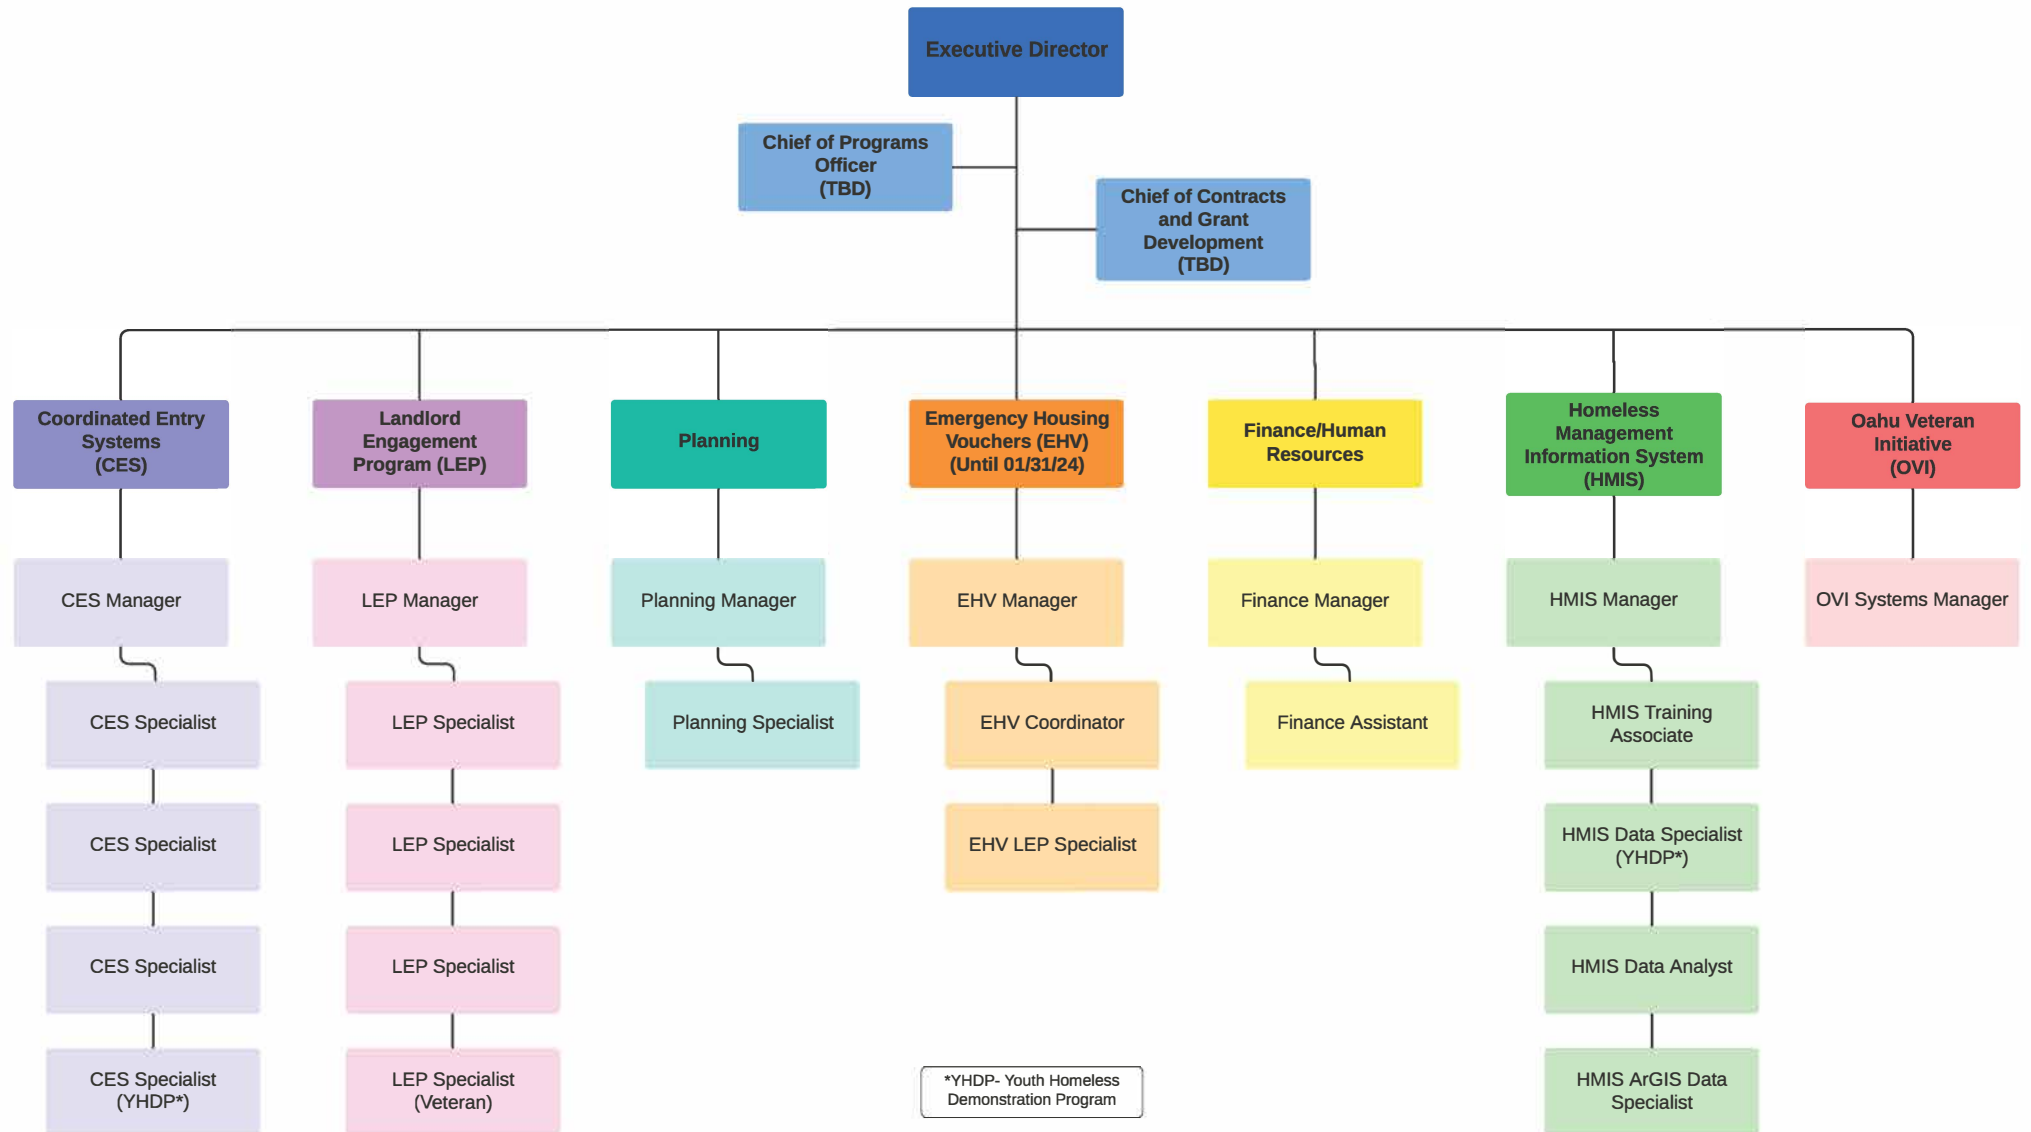 Executive Director
Chief of Programs
Officer
(TBD)
Chief of Contracts
and Grant
Development
(TBD)
Coordinated Entry
Systems
(CES)
Landlord
Engagement
Program (LEP)
Planning
Emergency Housing
Vouchers (EHV)
(Until 01/31/24)
Finance/Human
Resources
Homeless
Management
Information System
(HMIS)
Oahu Veteran
Initiative
(OVI)
CES Manager
LEP Manager
Planning Manager
EHV Manager
Finance Manager
HMIS Manager
OVI Systems Manager
CES Specialist
LEP Specialist
Planning Specialist
EHV Coordinator
Finance Assistant
HMIS Training
Associate
CES Specialist
LEP Specialist
EHV LEP Specialist
HMIS Data Specialist
(YHDP*)
CES Specialist
LEP Specialist
HMIS Data Analyst
CES Specialist
(YHDP*)
LEP Specialist
(Veteran)
*YHDP- Youth Homeless
Demonstration Program
HMIS ArGIS Data
Specialist